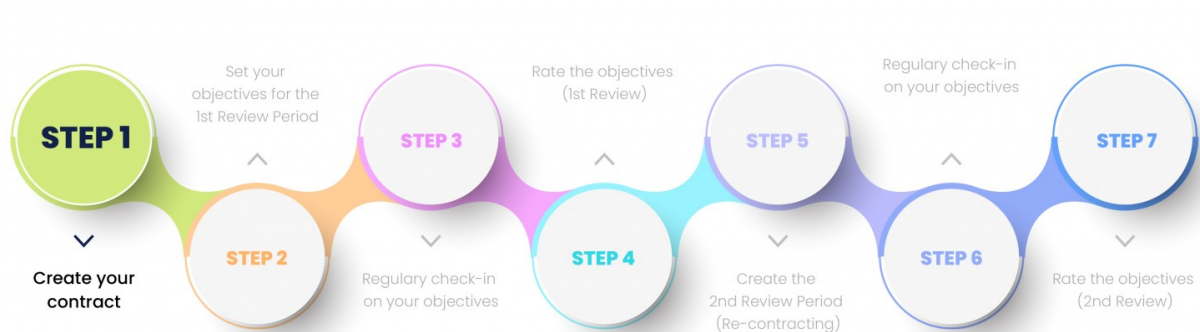 STEP 1
Create your
contract
Set your
objectives for the
1st Review Period
STEP 2
STEP 3
Regulary check-in
on your objectives
Rate the objectives
(1st Review)
STEP 4
STEP 5
Create the
2nd Review Period
(Re-contracting)
Regulary check-in
on your objectives
STEP 6
STEP 7
Rate the objectives
(2nd Review)